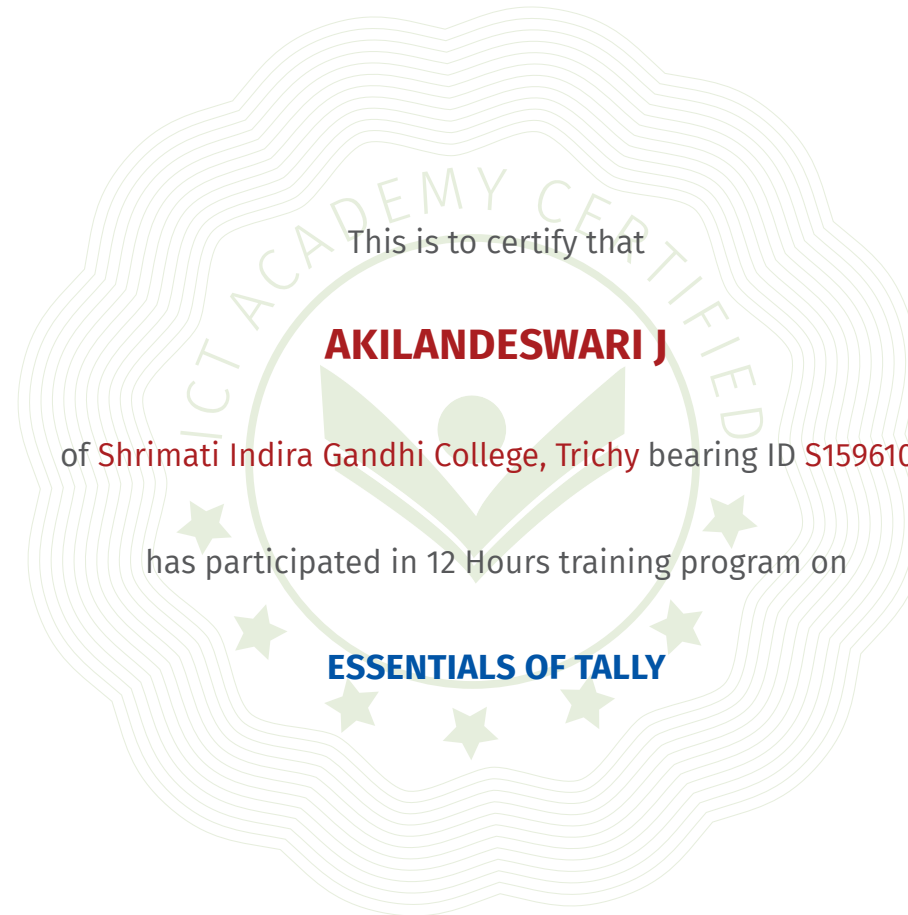 ICT ACADEMY CERTIFIED
This is to certify that
AKILANDESWARI J
of Shrimati Indira Gandhi College, Trichy bearing ID S159610
has participated in 12 Hours training program on
ESSENTIALS OF TALLY